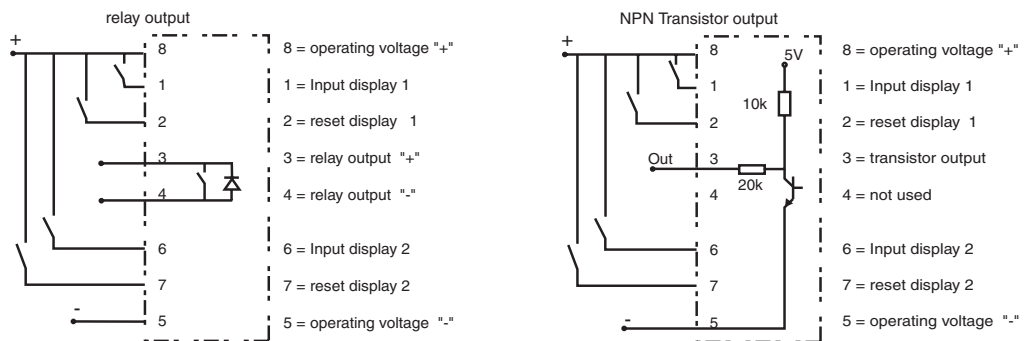 relay output
+
8
1
2
3
4
6
7
-
5
8 = operating voltage "+"
1 = Input display 1
2 = reset display 1
3 = relay output "+"
4 = relay output "-"
6 = Input display 2
7 = reset display 2
5 = operating voltage "-"
NPN Transistor output
+
8
5V
1
10k
2
Out
3
20k
4
6
7
-
5
8 = operating voltage "+"
1 = Input display 1
2 = reset display 1
3 = transistor output
4 = not used
6 = Input display 2
7 = reset display 2
5 = operating voltage "-"